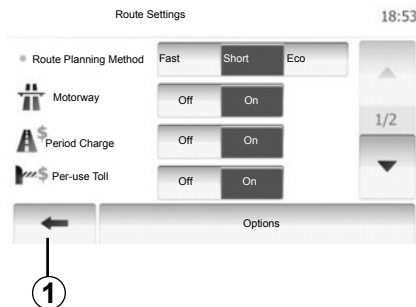 Route Settings 18:53
Route Planning Method Fast Short Eco
Motorway Off On
1/2
$ Period Charge Off On
$ Per-use Toll Off On
Options
1